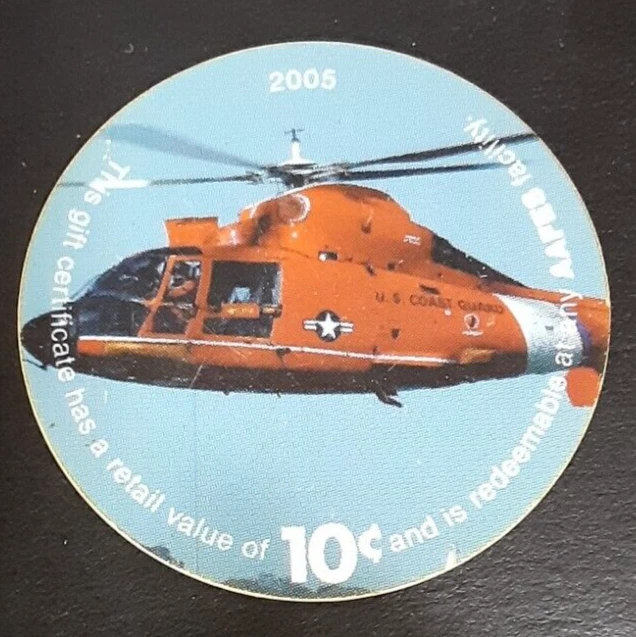 2005
This gift certificate has a retail value of 10¢ and is redeemable at any AAFES facility.
U.S. COAST GUARD